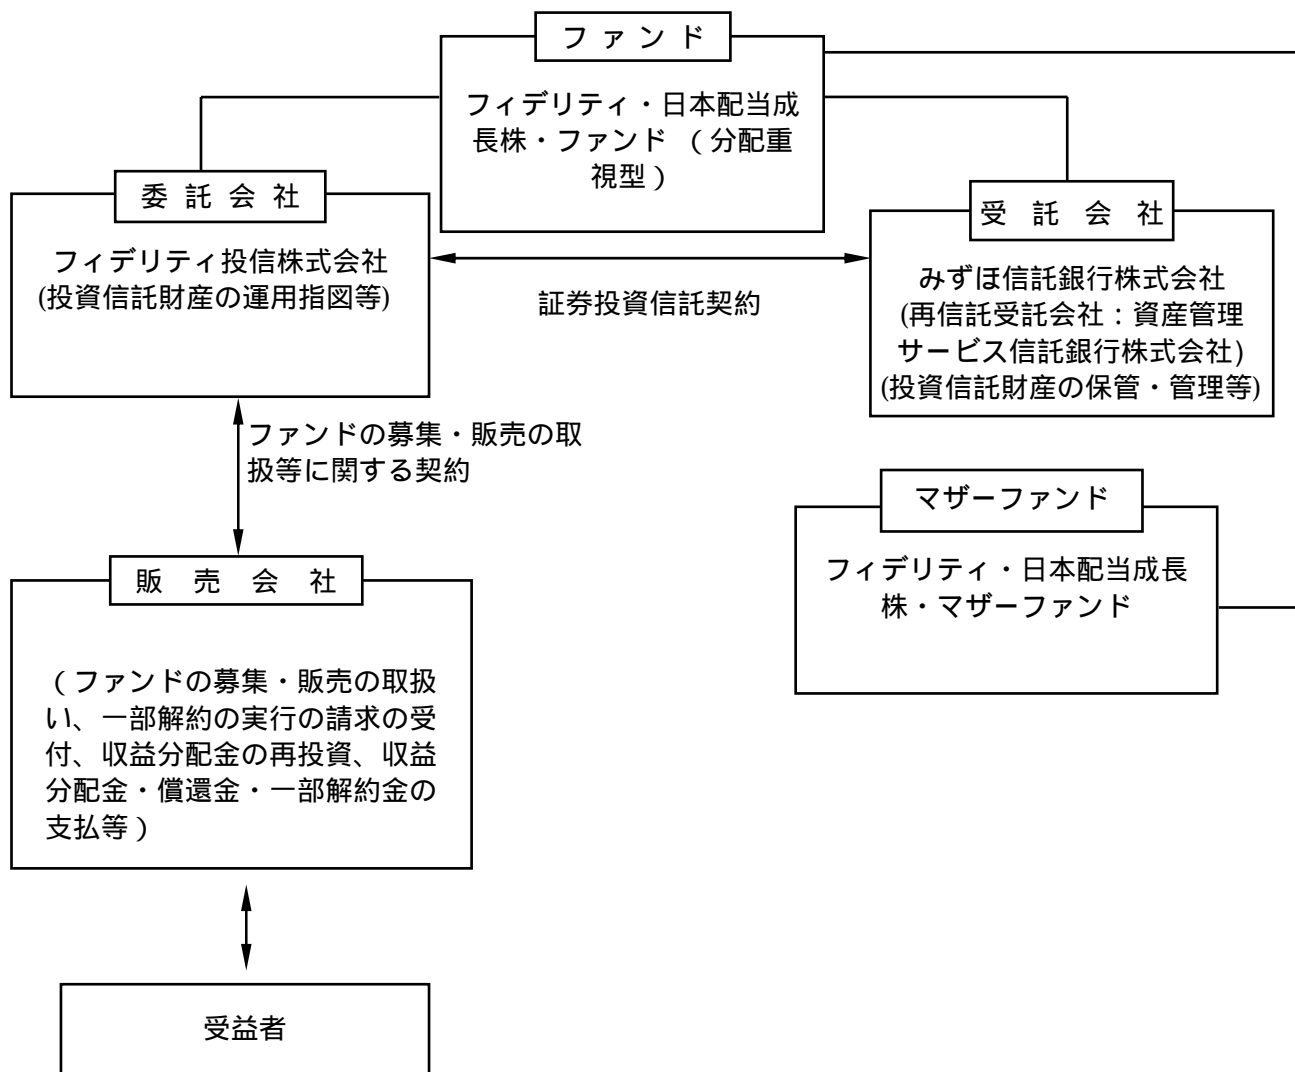 ファンド
フィデリティ・日本配当成
長株・ファンド （分配重
視型）
委託会社
フィデリティ投信株式会社
(投資信託財産の運用指図等)
証券投資信託契約
受託会社
みずほ信託銀行株式会社
(再信託受託会社：資産管理
サービス信託銀行株式会社)
(投資信託財産の保管・管理等)
ファンドの募集・販売の取
扱等に関する契約
マザーファンド
フィデリティ・日本配当成長
株・マザーファンド
販売会社
（ファンドの募集・販売の取扱
い、一部解約の実行の請求の受
付、収益分配金の再投資、収益
分配金・償還金・一部解約金の
支払等）
受益者